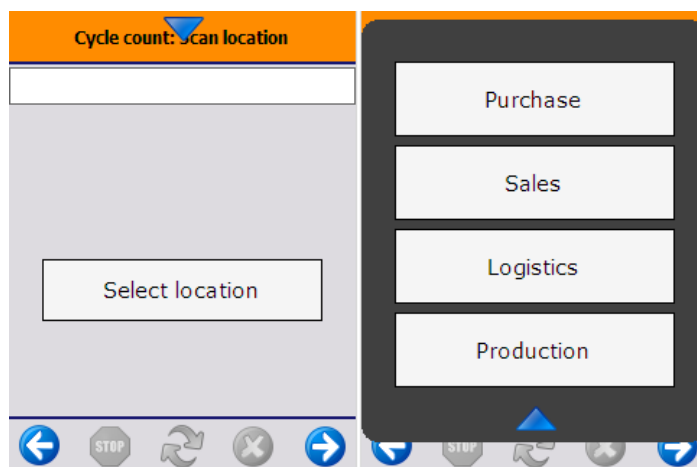 Cycle count: Scan location
Select location
STOP
Purchase
Sales
Logistics
Production
STOP